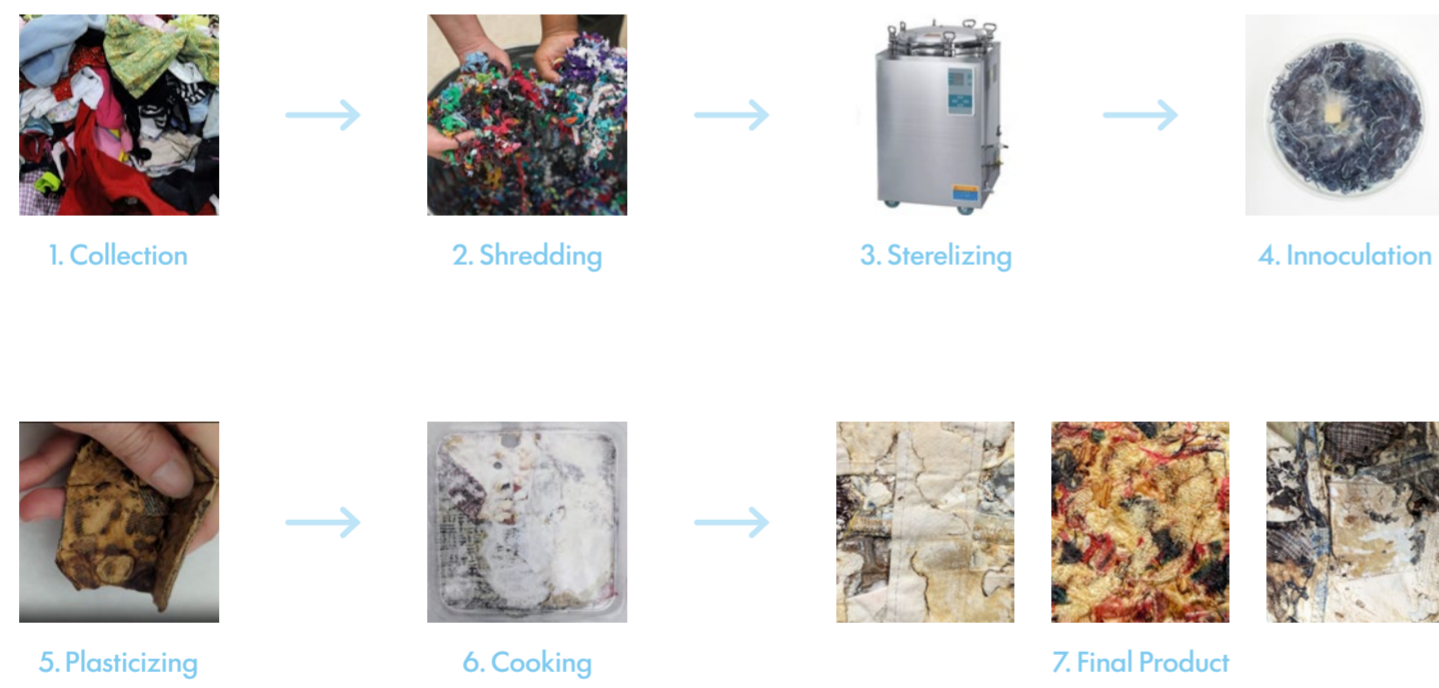 1. Collection
2. Shredding
3. Sterelizing
4. Innoculation
5. Plasticizing
6. Cooking
7. Final Product